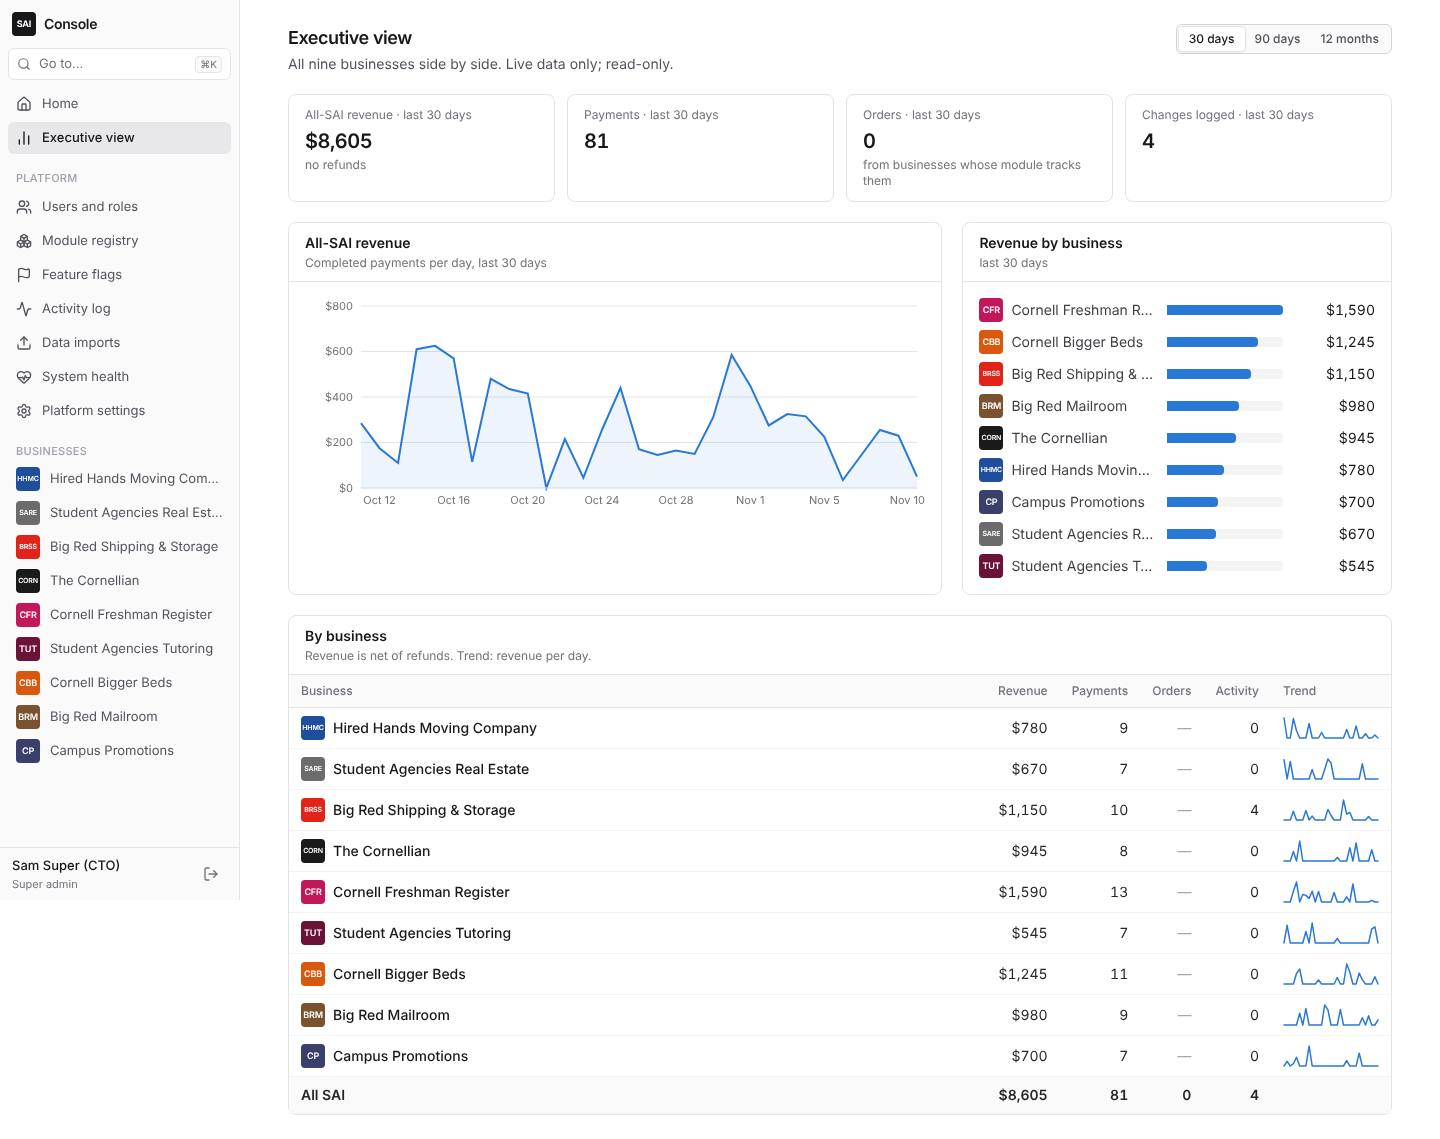 SAI Console
Go to... ⌘K
Home
Executive view
PLATFORM
Users and roles
Module registry
Feature flags
Activity log
Data imports
System health
Platform settings
BUSINESSES
HHMC Hired Hands Moving Com...
SARE Student Agencies Real Est...
BRSS Big Red Shipping & Storage
CORN The Cornellian
CFR Cornell Freshman Register
TUT Student Agencies Tutoring
CBB Cornell Bigger Beds
BRM Big Red Mailroom
CP Campus Promotions
Sam Super (CTO)
Super admin
Executive view
All nine businesses side by side. Live data only; read-only.
30 days 90 days 12 months
All-SAI revenue · last 30 days
$8,605
no refunds
Payments · last 30 days
81
Orders · last 30 days
0
from businesses whose module tracks
them
Changes logged · last 30 days
4
All-SAI revenue
Completed payments per day, last 30 days
$800
$600
$400
$200
$0
Oct 12 Oct 16 Oct 20 Oct 24 Oct 28 Nov 1 Nov 5 Nov 10
Revenue by business
last 30 days
CFR Cornell Freshman R... $1,590
CBB Cornell Bigger Beds $1,245
BRSS Big Red Shipping & ... $1,150
BRM Big Red Mailroom $980
CORN The Cornellian $945
HHMC Hired Hands Movin... $780
CP Campus Promotions $700
SARE Student Agencies R... $670
TUT Student Agencies T... $545
By business
Revenue is net of refunds. Trend: revenue per day.
Business Revenue Payments Orders Activity Trend
HHMC Hired Hands Moving Company $780 9 — 0
SARE Student Agencies Real Estate $670 7 — 0
BRSS Big Red Shipping & Storage $1,150 10 — 4
CORN The Cornellian $945 8 — 0
CFR Cornell Freshman Register $1,590 13 — 0
TUT Student Agencies Tutoring $545 7 — 0
CBB Cornell Bigger Beds $1,245 11 — 0
BRM Big Red Mailroom $980 9 — 0
CP Campus Promotions $700 7 — 0
All SAI $8,605 81 0 4